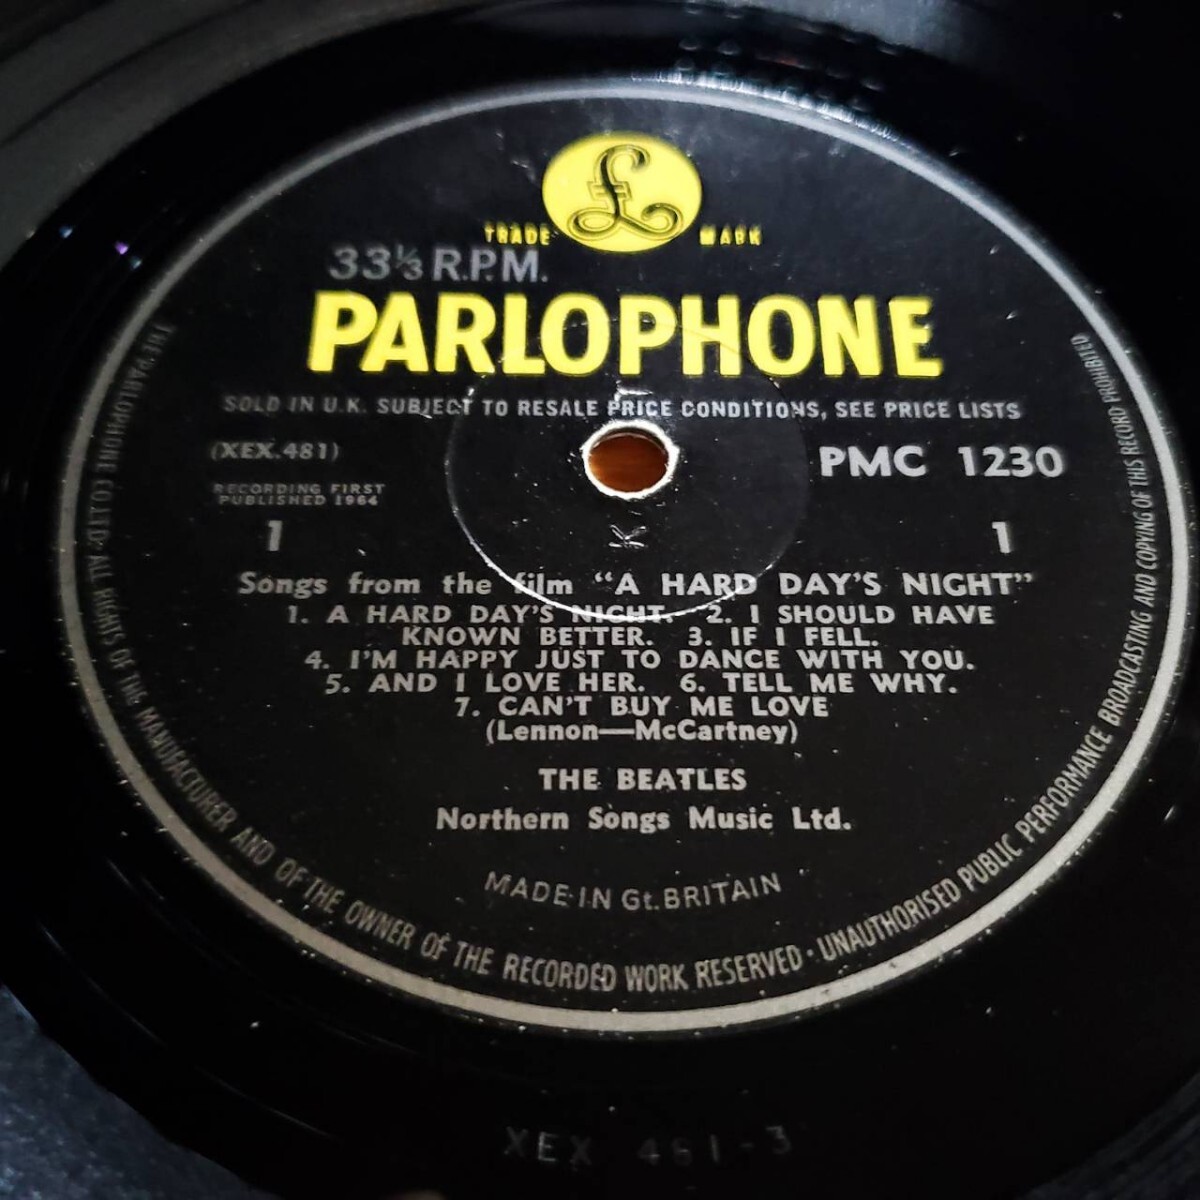 £
TRADE MARK
33⅓ R.P.M.
PARLOPHONE
SOLD IN U.K. SUBJECT TO RESALE PRICE CONDITIONS, SEE PRICE LISTS
(XEX.481)
PMC 1230
RECORDING FIRST
PUBLISHED 1964
1
1
K
Songs from the film “A HARD DAY'S NIGHT”
1. A HARD DAY'S NIGHT. 2. I SHOULD HAVE
KNOWN BETTER. 3. IF I FELL.
4. I'M HAPPY JUST TO DANCE WITH YOU.
5. AND I LOVE HER. 6. TELL ME WHY.
7. CAN'T BUY ME LOVE
(Lennon—McCartney)
THE BEATLES
Northern Songs Music Ltd.
MADE IN Gt. BRITAIN
THE PARLOPHONE CO. LTD. ALL RIGHTS OF THE MANUFACTURER AND OF THE OWNER OF THE RECORDED WORK RESERVED · UNAUTHORISED PUBLIC PERFORMANCE BROADCASTING AND COPYING OF THIS RECORD PROHIBITED
XEX 481-3